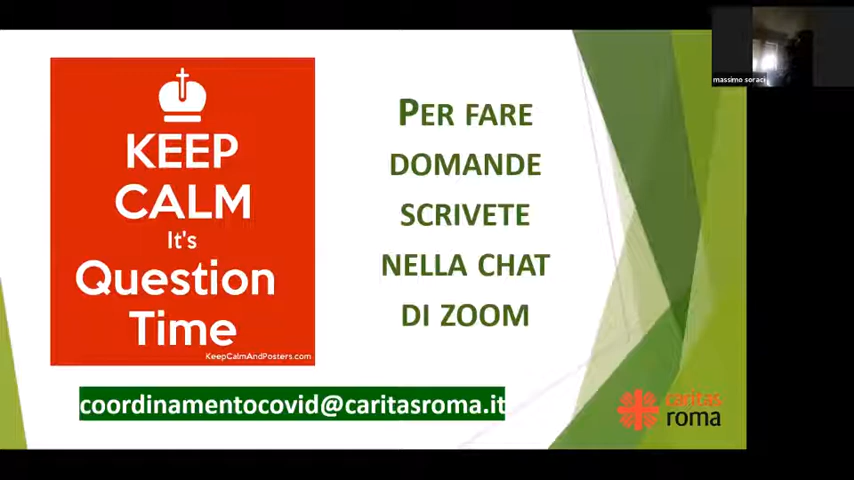 KEEP
CALM
It's
Question
Time
KeepCalmAndPosters.com
PER FARE
DOMANDE
SCRIVETE
NELLA CHAT
DI ZOOM
coordinamentocovid@caritasroma.it
caritas
roma
massimo soraci